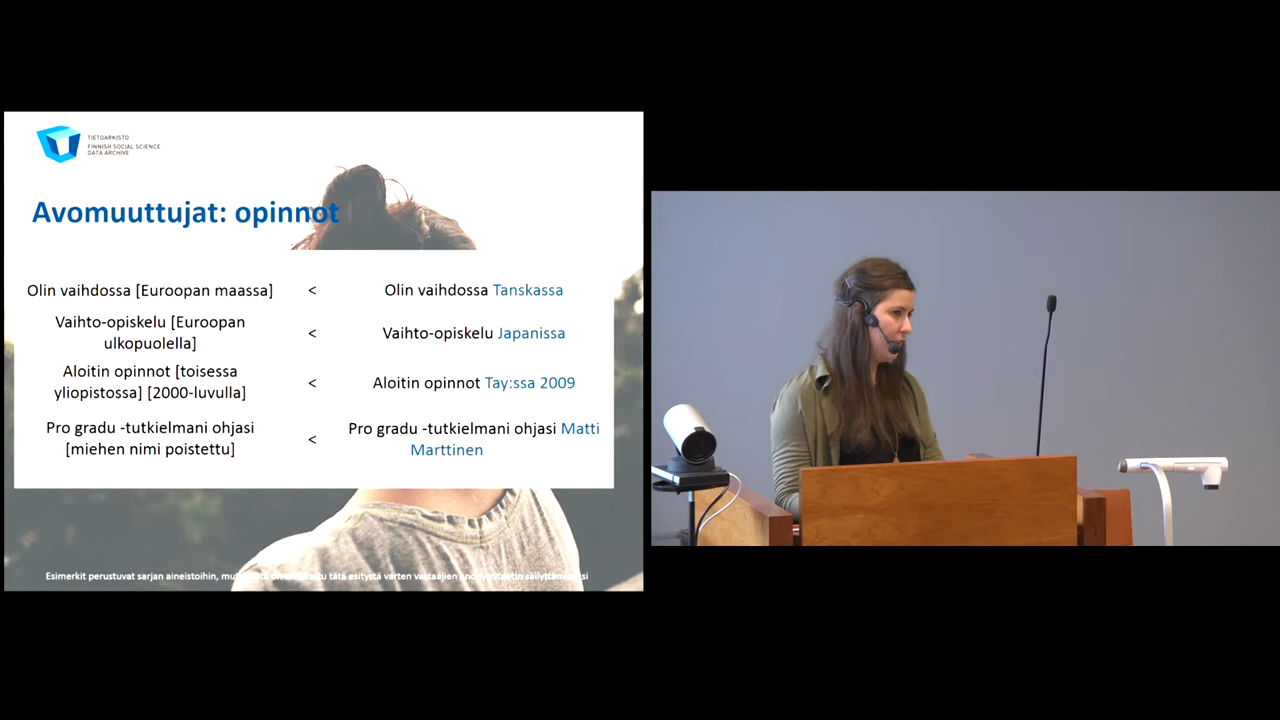 TIETOARKISTO
FINNISH SOCIAL SCIENCE
DATA ARCHIVE
Avomuuttujat: opinnot
Olin vaihdossa [Euroopan maassa] < Olin vaihdossa Tanskassa
Vaihto-opiskelu [Euroopan
ulkopuolella] < Vaihto-opiskelu Japanissa
Aloitin opinnot [toisessa
yliopistossa] [2000-luvulla] < Aloitin opinnot Tay:ssa 2009
Pro gradu -tutkielmani ohjasi
[miehen nimi poistettu] < Pro gradu -tutkielmani ohjasi Matti
Marttinen
Esimerkit perustuvat sarjan aineistoihin, tätä esitystä varten vastaajien